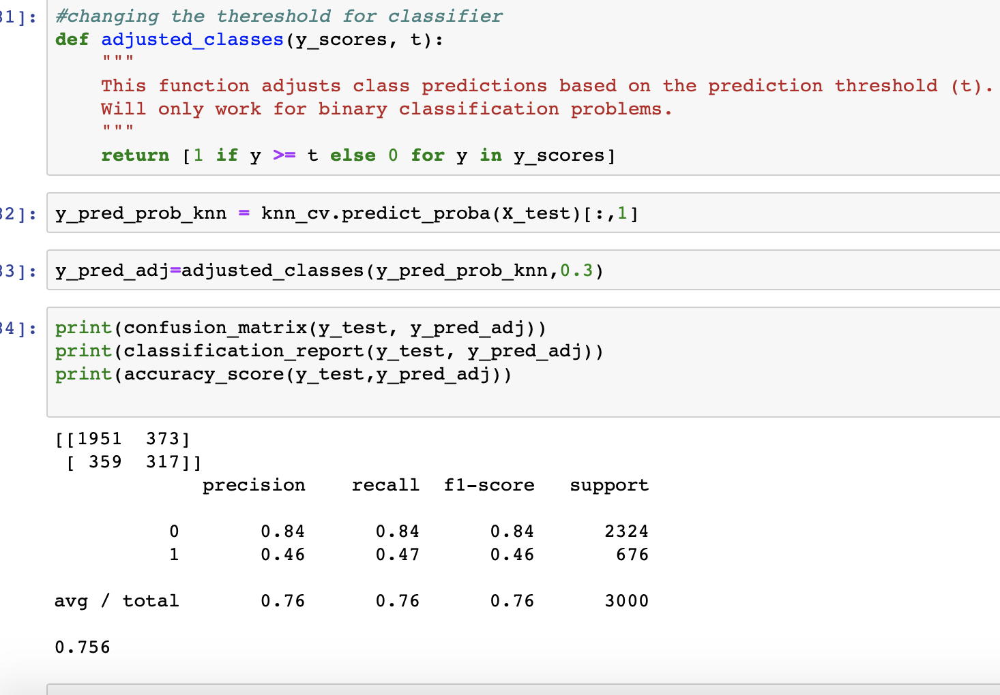 31]:
#changing the thereshold for classifier
def adjusted_classes(y_scores, t):
"""
This function adjusts class predictions based on the prediction threshold (t).
Will only work for binary classification problems.
"""
return [1 if y >= t else 0 for y in y_scores]
32]: y_pred_prob_knn = knn_cv.predict_proba(X_test)[:,1]
33]: y_pred_adj=adjusted_classes(y_pred_prob_knn,0.3)
34]: print(confusion_matrix(y_test, y_pred_adj))
print(classification_report(y_test, y_pred_adj))
print(accuracy_score(y_test,y_pred_adj))
[[1951  373]
 [ 359  317]]
precision    recall  f1-score   support
0       0.84      0.84      0.84      2324
1       0.46      0.47      0.46       676
avg / total       0.76      0.76      0.76      3000
0.756